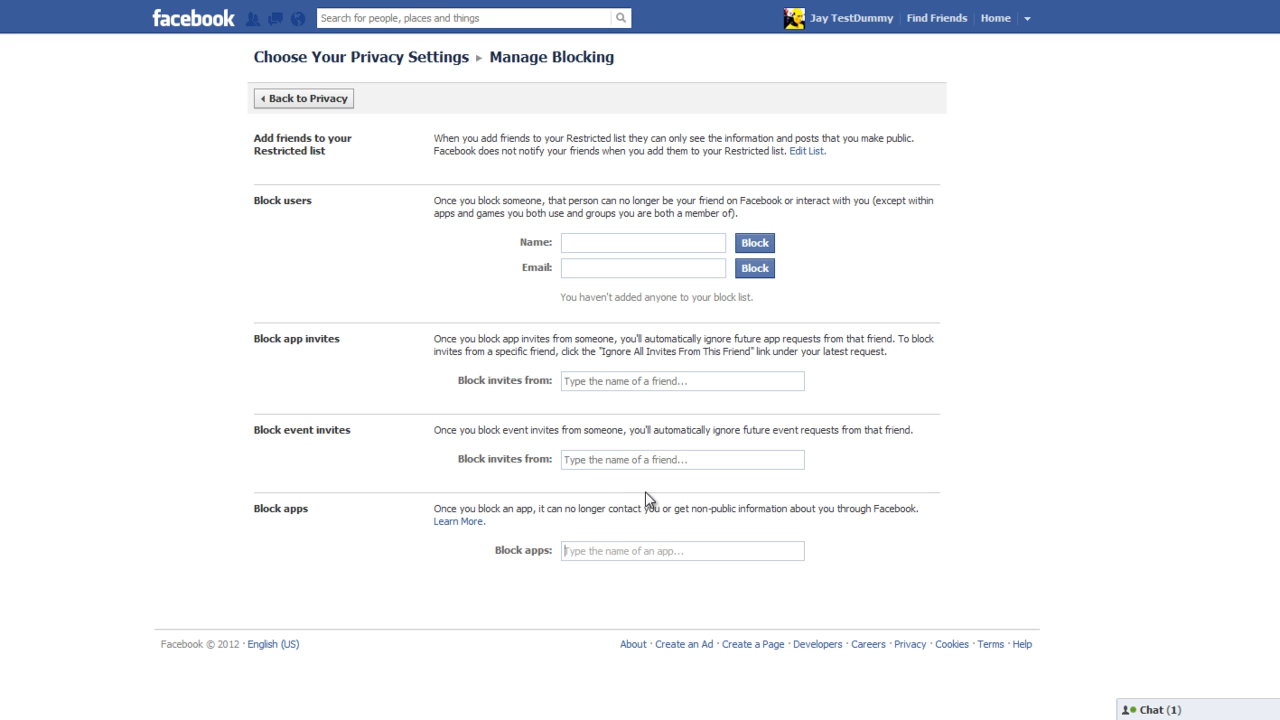 facebook
Search for people, places and things
Jay TestDummy
Find Friends
Home
Choose Your Privacy Settings ▸ Manage Blocking
Back to Privacy
Add friends to your
Restricted list
When you add friends to your Restricted list they can only see the information and posts that you make public.
Facebook does not notify your friends when you add them to your Restricted list. Edit List.
Block users
Once you block someone, that person can no longer be your friend on Facebook or interact with you (except within
apps and games you both use and groups you are both a member of).
Name:
Block
Email:
Block
You haven't added anyone to your block list.
Block app invites
Once you block app invites from someone, you'll automatically ignore future app requests from that friend. To block
invites from a specific friend, click the "Ignore All Invites From This Friend" link under your latest request.
Block invites from:
Type the name of a friend...
Block event invites
Once you block event invites from someone, you'll automatically ignore future event requests from that friend.
Block invites from:
Type the name of a friend...
Block apps
Once you block an app, it can no longer contact you or get non-public information about you through Facebook.
Learn More.
Block apps:
Type the name of an app...
Facebook © 2012 · English (US)
About · Create an Ad · Create a Page · Developers · Careers · Privacy · Cookies · Terms · Help
Chat (1)